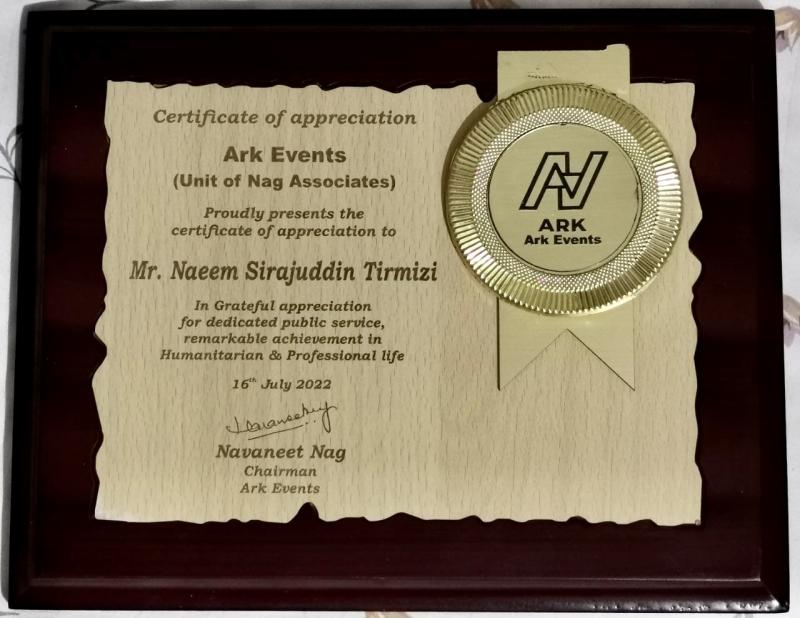 Certificate of appreciation
Ark Events
(Unit of Nag Associates)
Proudly presents the
certificate of appreciation to
Mr. Naeem Sirajuddin Tirmizi
In Grateful appreciation
for dedicated public service,
remarkable achievement in
Humanitarian & Professional life
16th July 2022
Navaneet Nag
Chairman
Ark Events
ARK
Ark Events